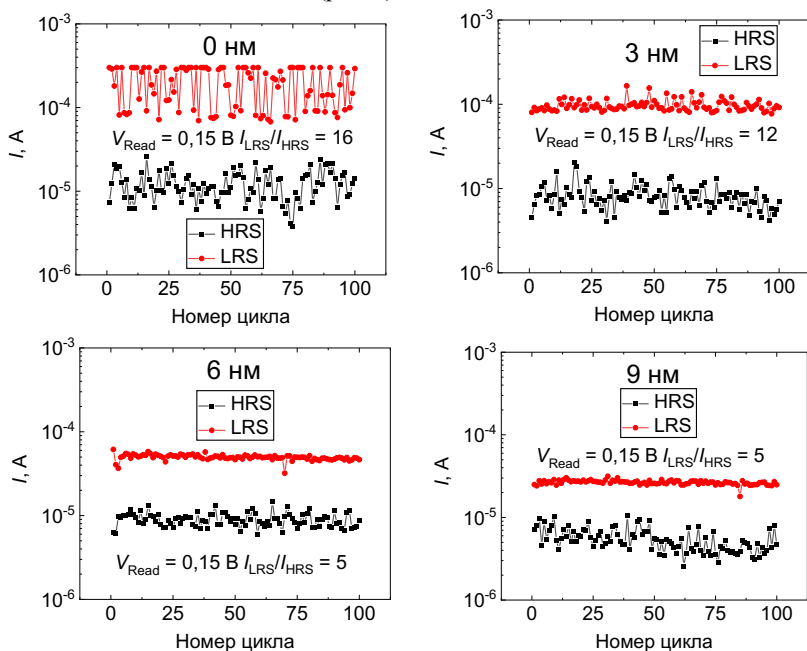 10⁻³
10⁻⁴
10⁻⁵
10⁻⁶
I, А
0 нм
V_Read = 0,15 В I_LRS/I_HRS = 16
HRS
LRS
0 25 50 75 100
Номер цикла
10⁻³
10⁻⁴
10⁻⁵
10⁻⁶
I, А
3 нм
HRS
LRS
V_Read = 0,15 В I_LRS/I_HRS = 12
0 25 50 75 100
Номер цикла
10⁻³
10⁻⁴
10⁻⁵
10⁻⁶
I, А
6 нм
HRS
LRS
V_Read = 0,15 В I_LRS/I_HRS = 5
0 25 50 75 100
Номер цикла
10⁻³
10⁻⁴
10⁻⁵
10⁻⁶
I, А
9 нм
HRS
LRS
V_Read = 0,15 В I_LRS/I_HRS = 5
0 25 50 75 100
Номер цикла